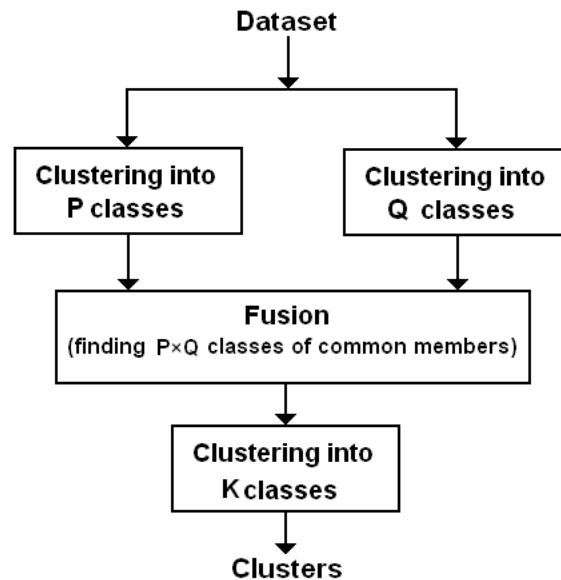 Dataset
Clustering into
P classes
Clustering into
Q classes
Fusion
(finding P×Q classes of common members)
Clustering into
K classes
Clusters